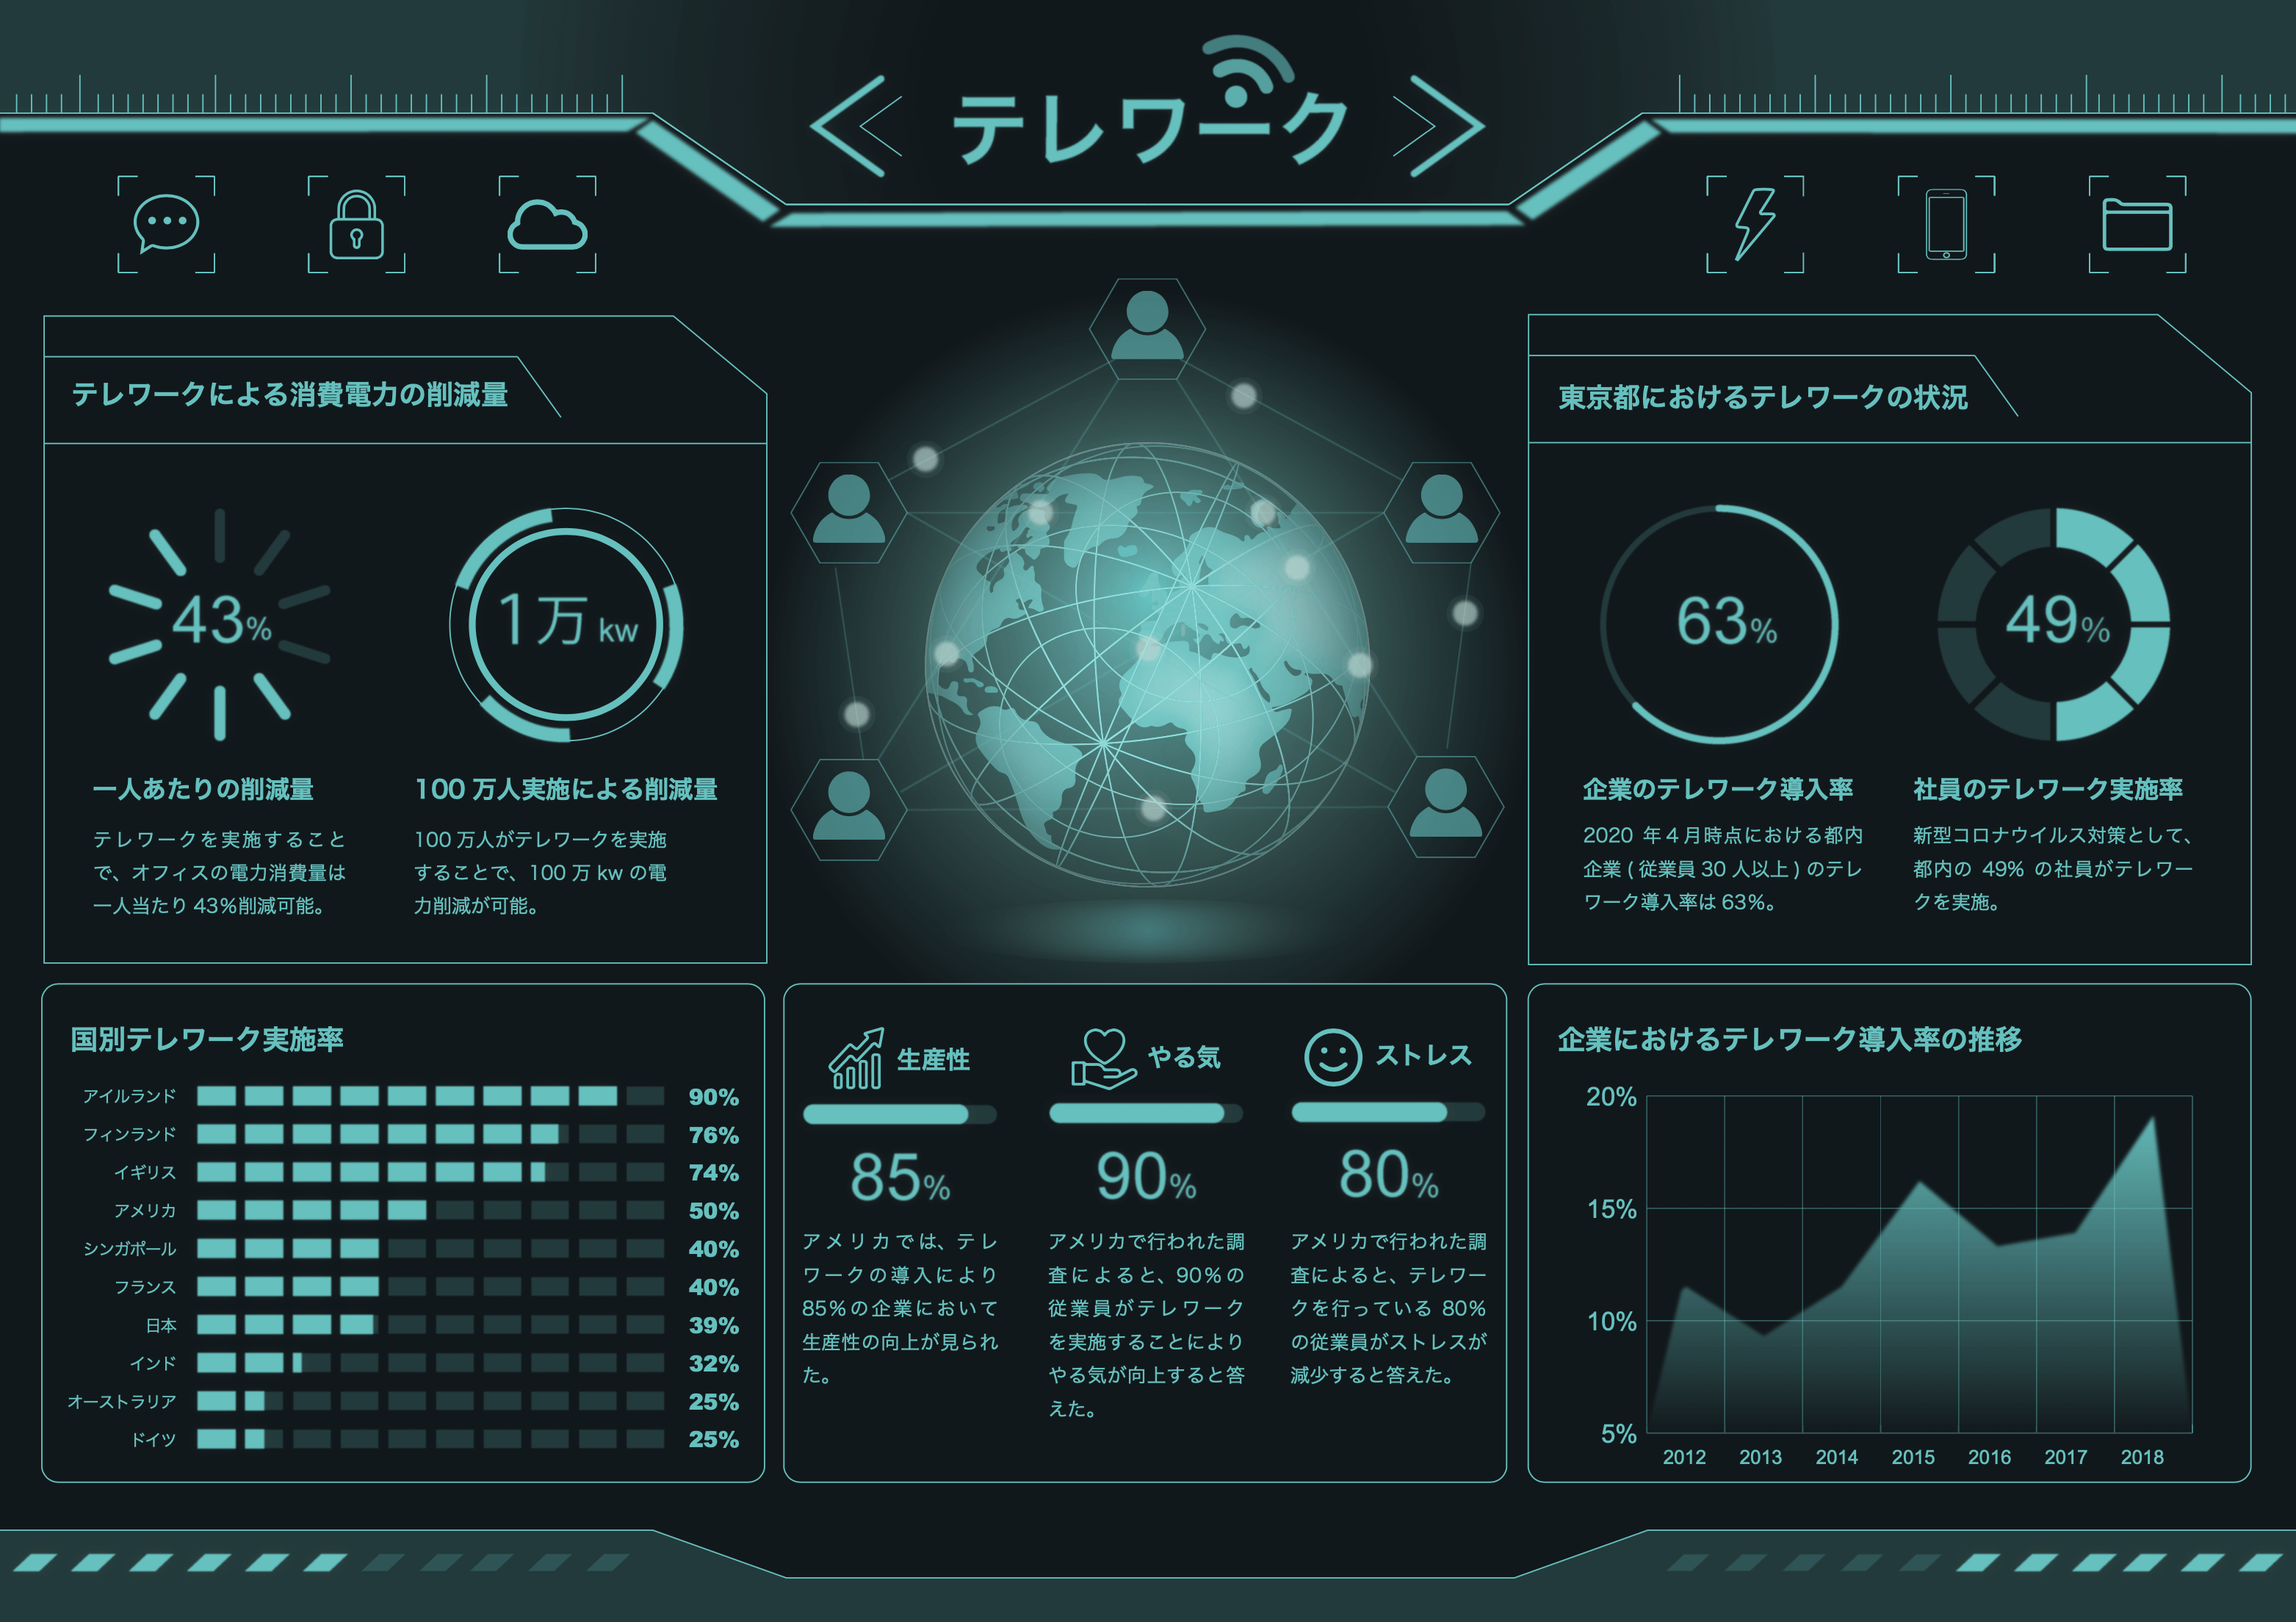 テレワーク
テレワークによる消費電力の削減量
43%
1万 kw
一人あたりの削減量
テレワークを実施すること
で、オフィスの電力消費量は
一人当たり 43%削減可能。
100 万人実施による削減量
100 万人がテレワークを実施
することで、100 万 kw の電
力削減が可能。
東京都におけるテレワークの状況
63%
49%
企業のテレワーク導入率
2020 年 4 月時点における都内
企業 ( 従業員 30 人以上 ) のテレ
ワーク導入率は 63%。
社員のテレワーク実施率
新型コロナウイルス対策として、
都内の 49% の社員がテレワー
クを実施。
国別テレワーク実施率
アイルランド 90%
フィンランド 76%
イギリス 74%
アメリカ 50%
シンガポール 40%
フランス 40%
日本 39%
インド 32%
オーストラリア 25%
ドイツ 25%
生産性
85%
アメリカでは、テレ
ワークの導入により
85%の企業において
生産性の向上が見られ
た。
やる気
90%
アメリカで行われた調
査によると、90%の
従業員がテレワーク
を実施することにより
やる気が向上すると答
えた。
ストレス
80%
アメリカで行われた調
査によると、テレワー
クを行っている 80%
の従業員がストレスが
減少すると答えた。
企業におけるテレワーク導入率の推移
20%
15%
10%
5%
2012 2013 2014 2015 2016 2017 2018